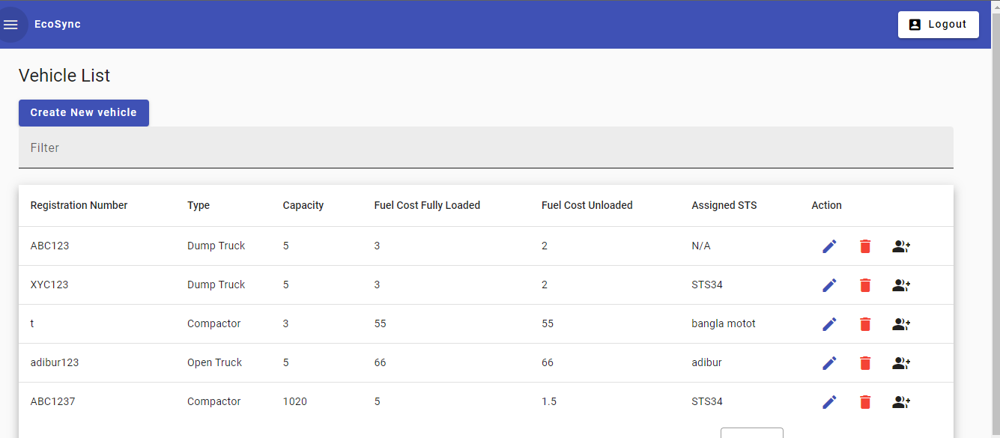 EcoSync
Logout
Vehicle List
Create New vehicle
Filter
Registration Number Type Capacity Fuel Cost Fully Loaded Fuel Cost Unloaded Assigned STS Action
ABC123 Dump Truck 5 3 2 N/A
XYC123 Dump Truck 5 3 2 STS34
t Compactor 3 55 55 bangla motot
adibur123 Open Truck 5 66 66 adibur
ABC1237 Compactor 1020 5 1.5 STS34